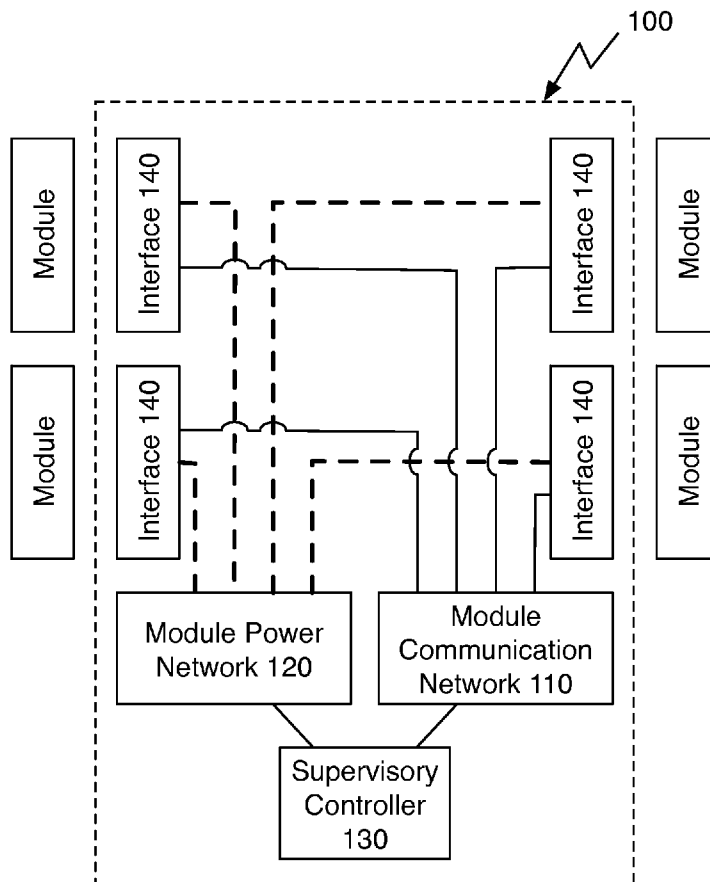 100
Module
Interface 140
Interface 140
Module
Module
Interface 140
Interface 140
Module
Module Power
Network 120
Module
Communication
Network 110
Supervisory
Controller
130